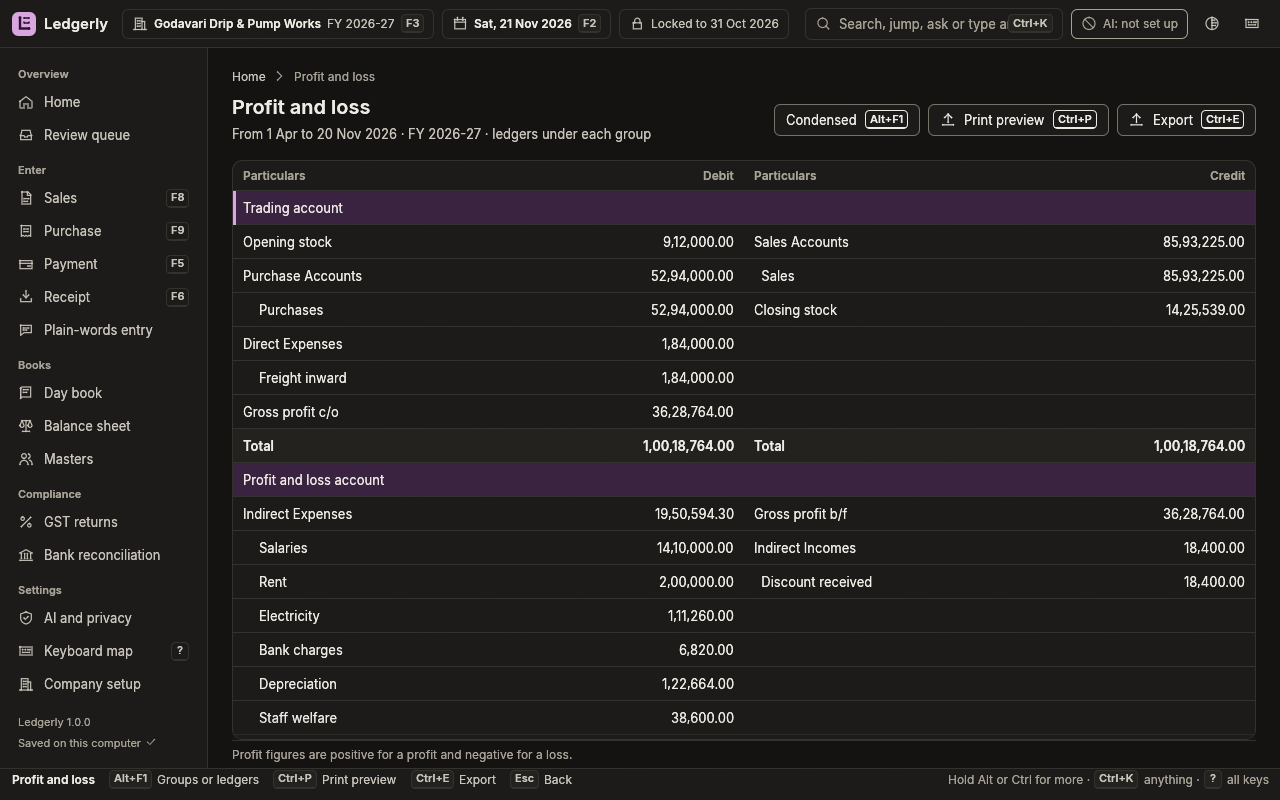 Ledgerly
Godavari Drip & Pump Works FY 2026-27 F3
Sat, 21 Nov 2026 F2
Locked to 31 Oct 2026
Search, jump, ask or type a Ctrl+K
AI: not set up
Overview
Home
Review queue
Enter
Sales F8
Purchase F9
Payment F5
Receipt F6
Plain-words entry
Books
Day book
Balance sheet
Masters
Compliance
GST returns
Bank reconciliation
Settings
AI and privacy
Keyboard map ?
Company setup
Ledgerly 1.0.0
Saved on this computer
Home > Profit and loss
Profit and loss
From 1 Apr to 20 Nov 2026 · FY 2026-27 · ledgers under each group
Condensed Alt+F1
Print preview Ctrl+P
Export Ctrl+E
Particulars Debit Particulars Credit
Trading account
Opening stock 9,12,000.00 Sales Accounts 85,93,225.00
Purchase Accounts 52,94,000.00 Sales 85,93,225.00
Purchases 52,94,000.00 Closing stock 14,25,539.00
Direct Expenses 1,84,000.00
Freight inward 1,84,000.00
Gross profit c/o 36,28,764.00
Total 1,00,18,764.00 Total 1,00,18,764.00
Profit and loss account
Indirect Expenses 19,50,594.30 Gross profit b/f 36,28,764.00
Salaries 14,10,000.00 Indirect Incomes 18,400.00
Rent 2,00,000.00 Discount received 18,400.00
Electricity 1,11,260.00
Bank charges 6,820.00
Depreciation 1,22,664.00
Staff welfare 38,600.00
Profit figures are positive for a profit and negative for a loss.
Profit and loss Alt+F1 Groups or ledgers Ctrl+P Print preview Ctrl+E Export Esc Back
Hold Alt or Ctrl for more · Ctrl+K anything · ? all keys